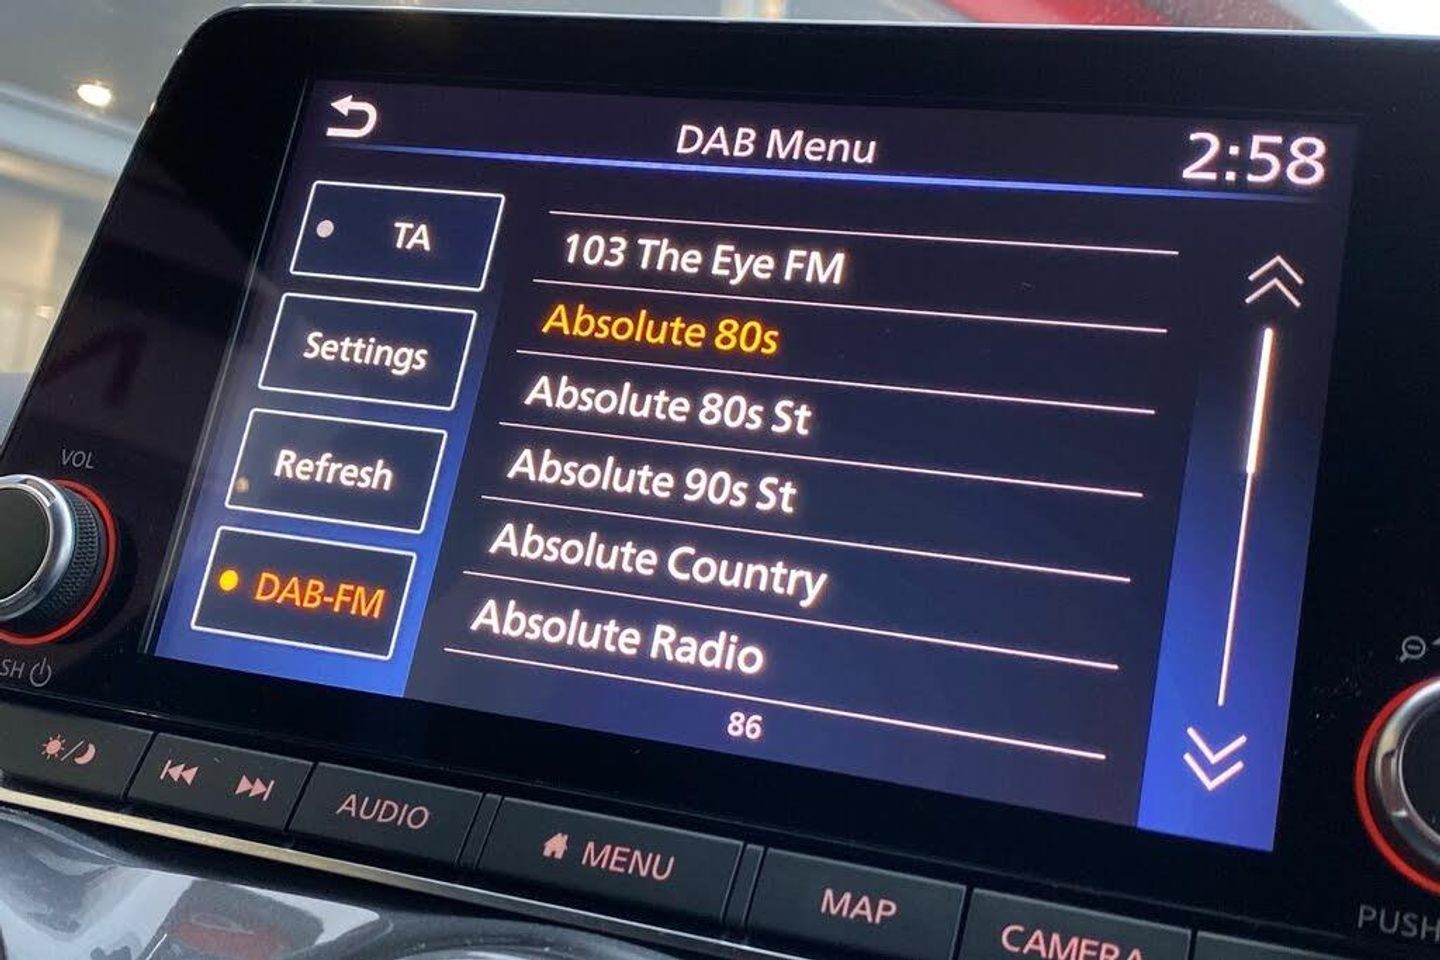 DAB Menu
2:58
TA
Settings
Refresh
DAB-FM
103 The Eye FM
Absolute 80s
Absolute 80s St
Absolute 90s St
Absolute Country
Absolute Radio
86
VOL
SH
AUDIO
MENU
MAP
CAMERA
PUSH